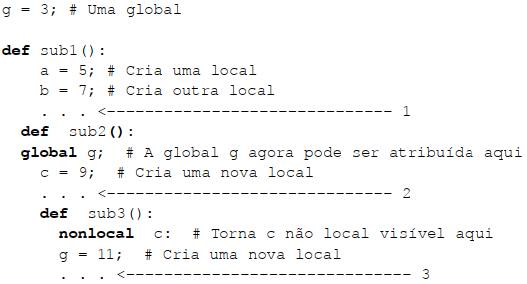 g = 3; # Uma global
def sub1():
a = 5; # Cria uma local
b = 7; # Cria outra local
. . . <------------------------------ 1
def sub2():
global g; # A global g agora pode ser atribuída aqui
c = 9; # Cria uma nova local
. . . <------------------------------ 2
def sub3():
nonlocal c: # Torna c não local visível aqui
g = 11; # Cria uma nova local
. . . <------------------------------ 3